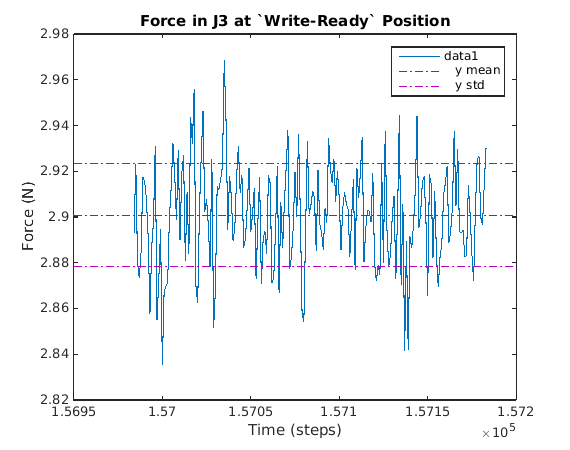 Force in J3 at `Write-Ready` Position
2.98
2.96
2.94
2.92
2.9
2.88
2.86
2.84
2.82
Force (N)
data1
y mean
y std
1.5695
1.57
1.5705
1.571
1.5715
1.572
Time (steps)
×10^5